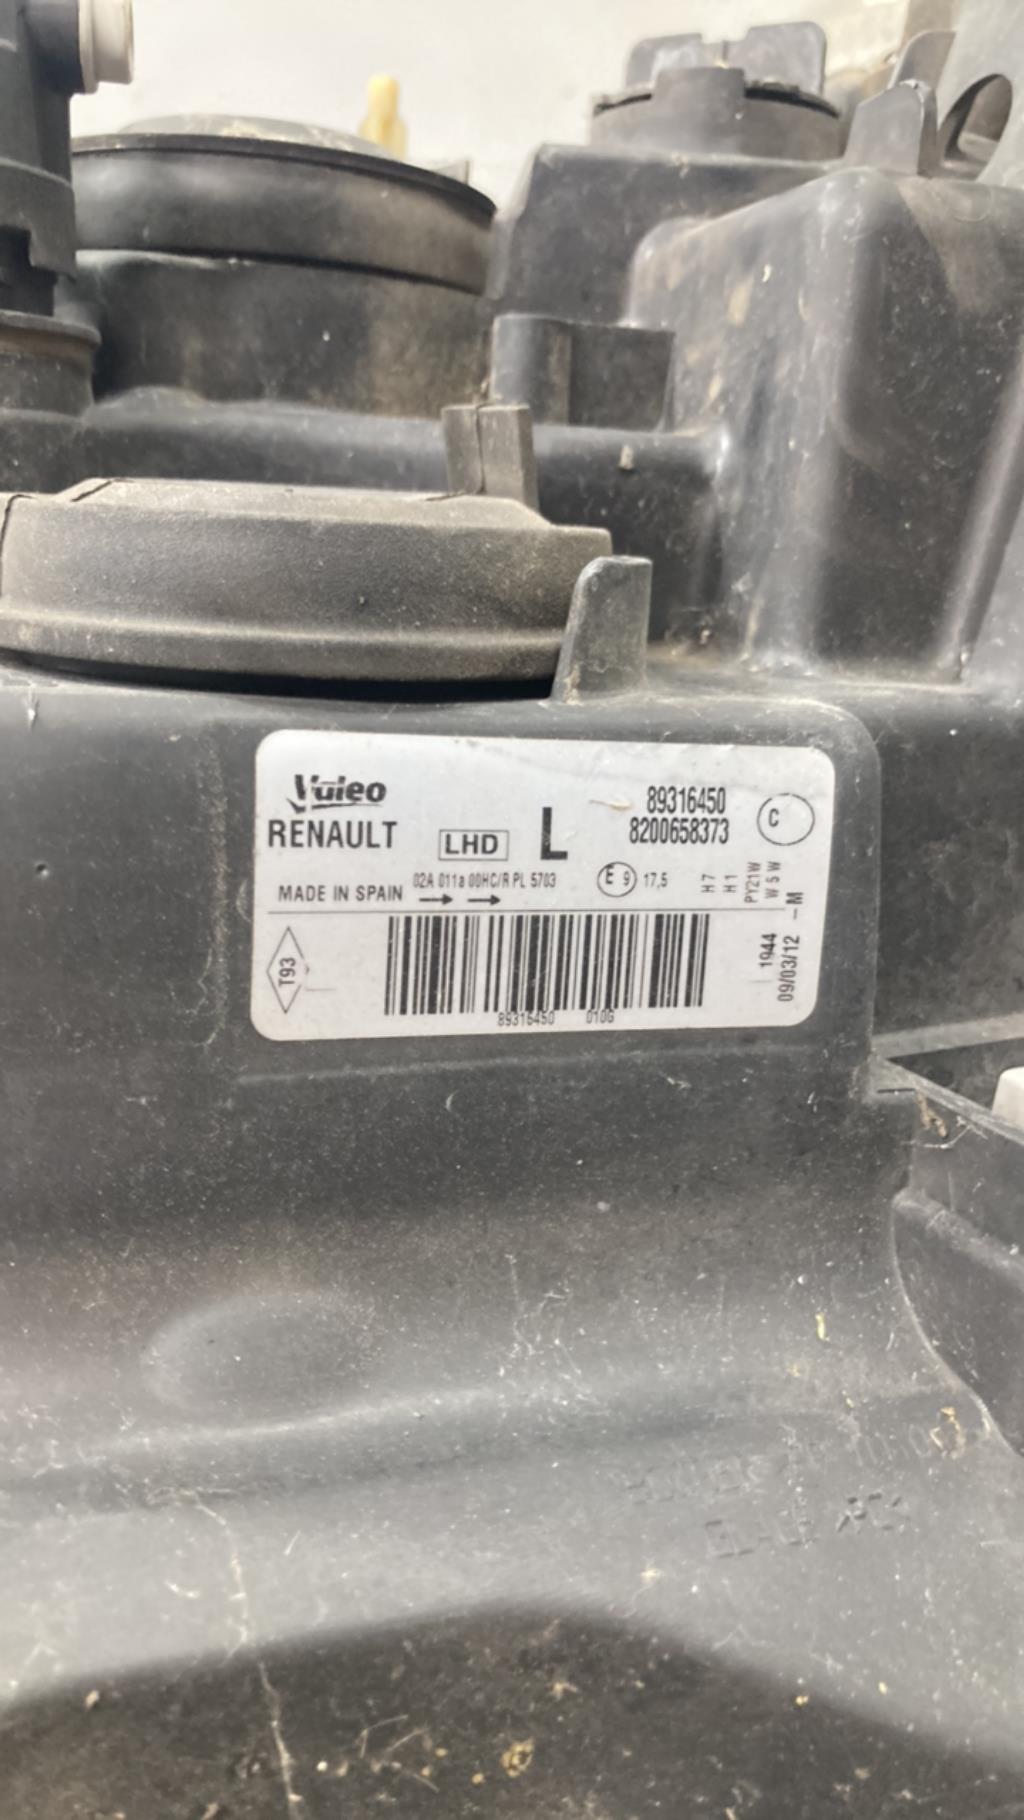 Valeo
RENAULT
LHD
L
89316450
8200658373
C
MADE IN SPAIN
02A 011a 00HC/R PL 5703
E 9
17,5
H7
H1
PY21W
W5W
T93
89316450 010G
1944
09/03/12 -M